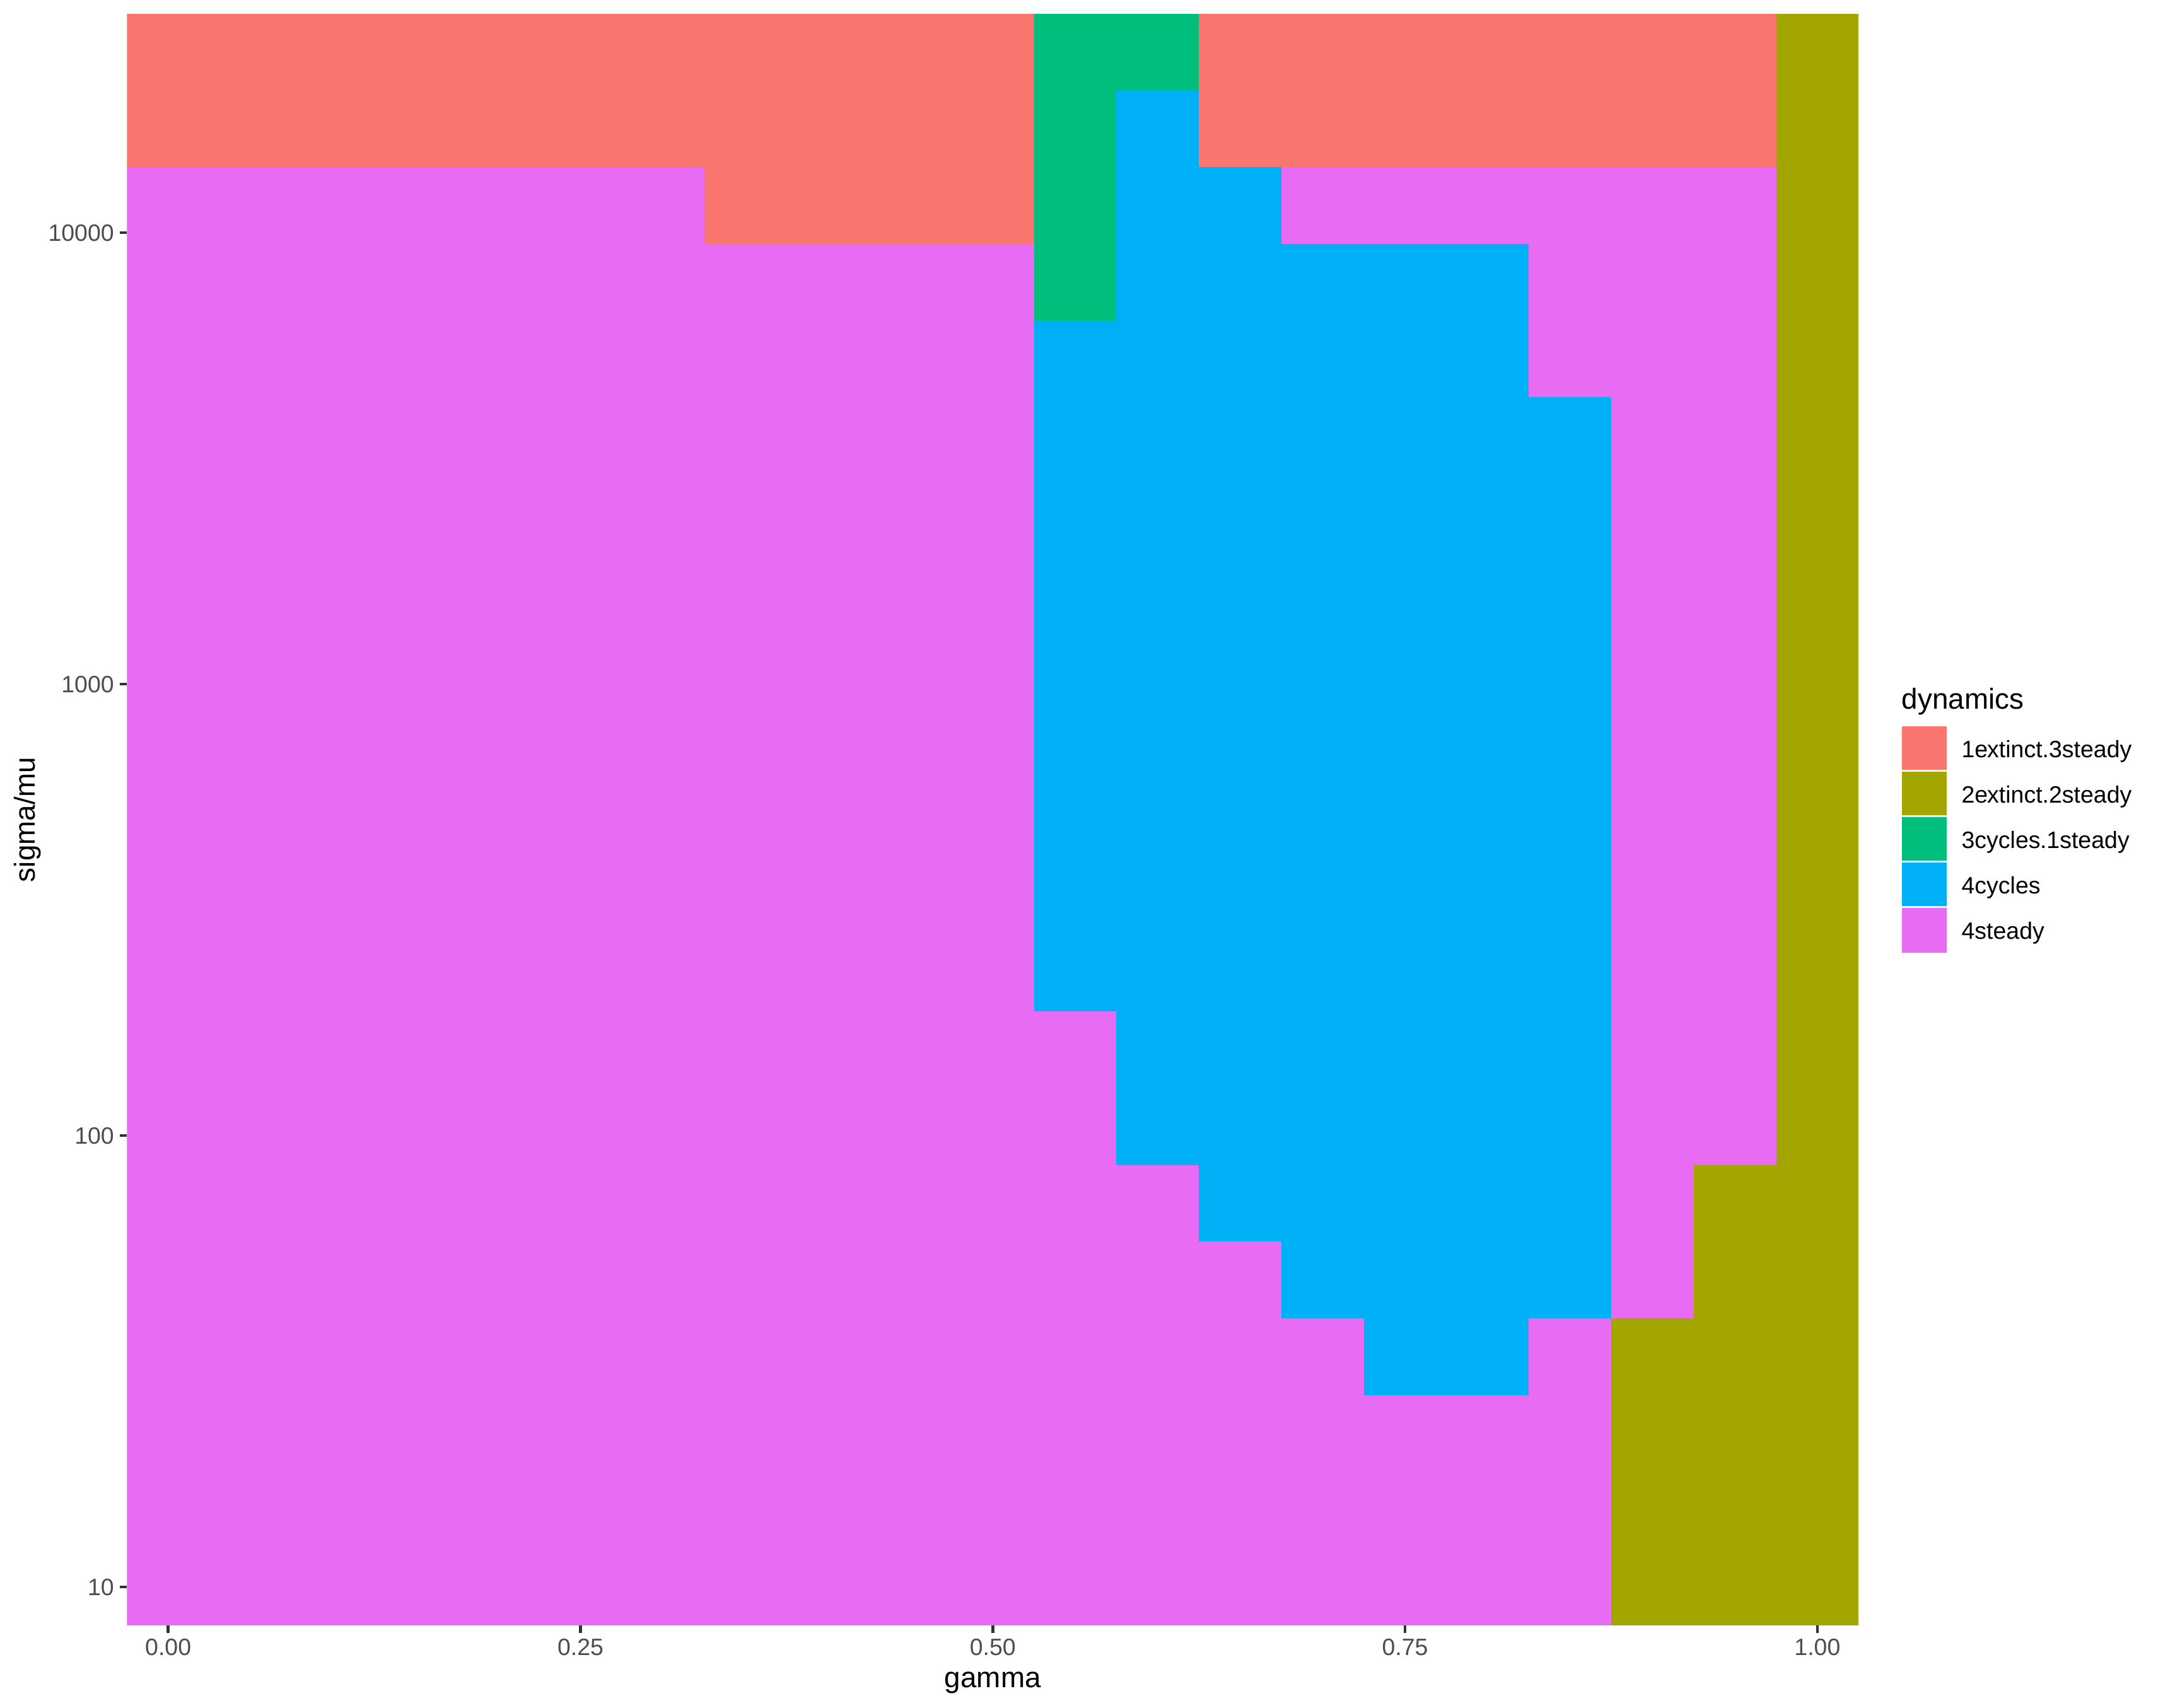 sigma/mu
10000
1000
100
10
0.00 0.25 0.50 0.75 1.00
gamma
dynamics
1extinct.3steady
2extinct.2steady
3cycles.1steady
4cycles
4steady